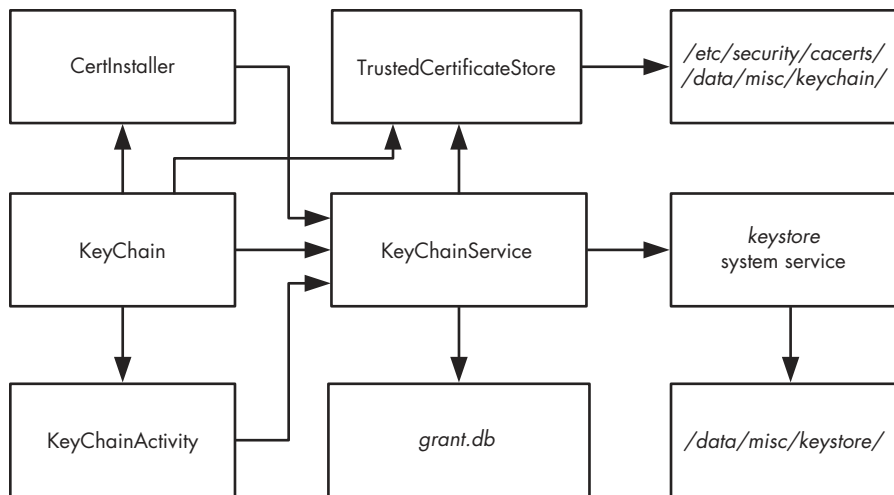 CertInstaller
TrustedCertificateStore
/etc/security/cacerts/
/data/misc/keychain/
KeyChain
KeyChainService
keystore
system service
KeyChainActivity
grant.db
/data/misc/keystore/